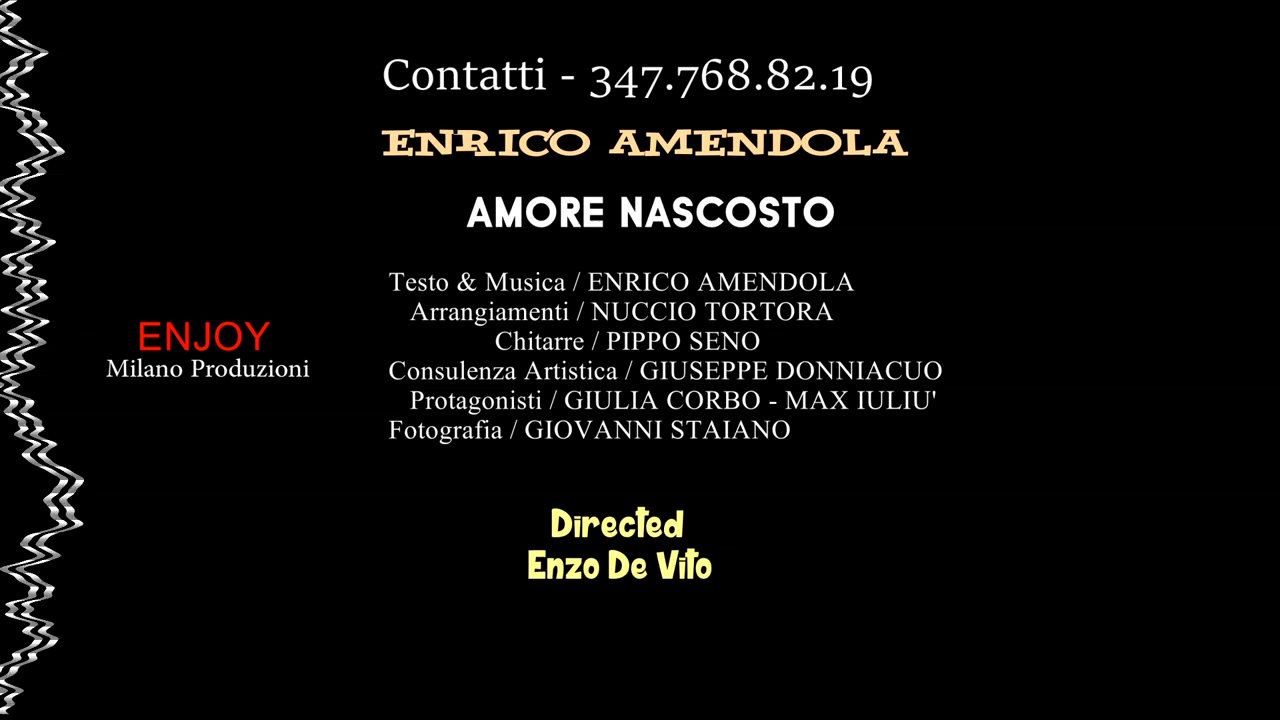 Contatti - 347.768.82.19
ENRICO AMENDOLA
AMORE NASCOSTO
Testo & Musica / ENRICO AMENDOLA
Arrangiamenti / NUCCIO TORTORA
Chitarre / PIPPO SENO
Consulenza Artistica / GIUSEPPE DONNIACUO
Protagonisti / GIULIA CORBO - MAX IULIU'
Fotografia / GIOVANNI STAIANO
ENJOY
Milano Produzioni
Directed
Enzo De Vito